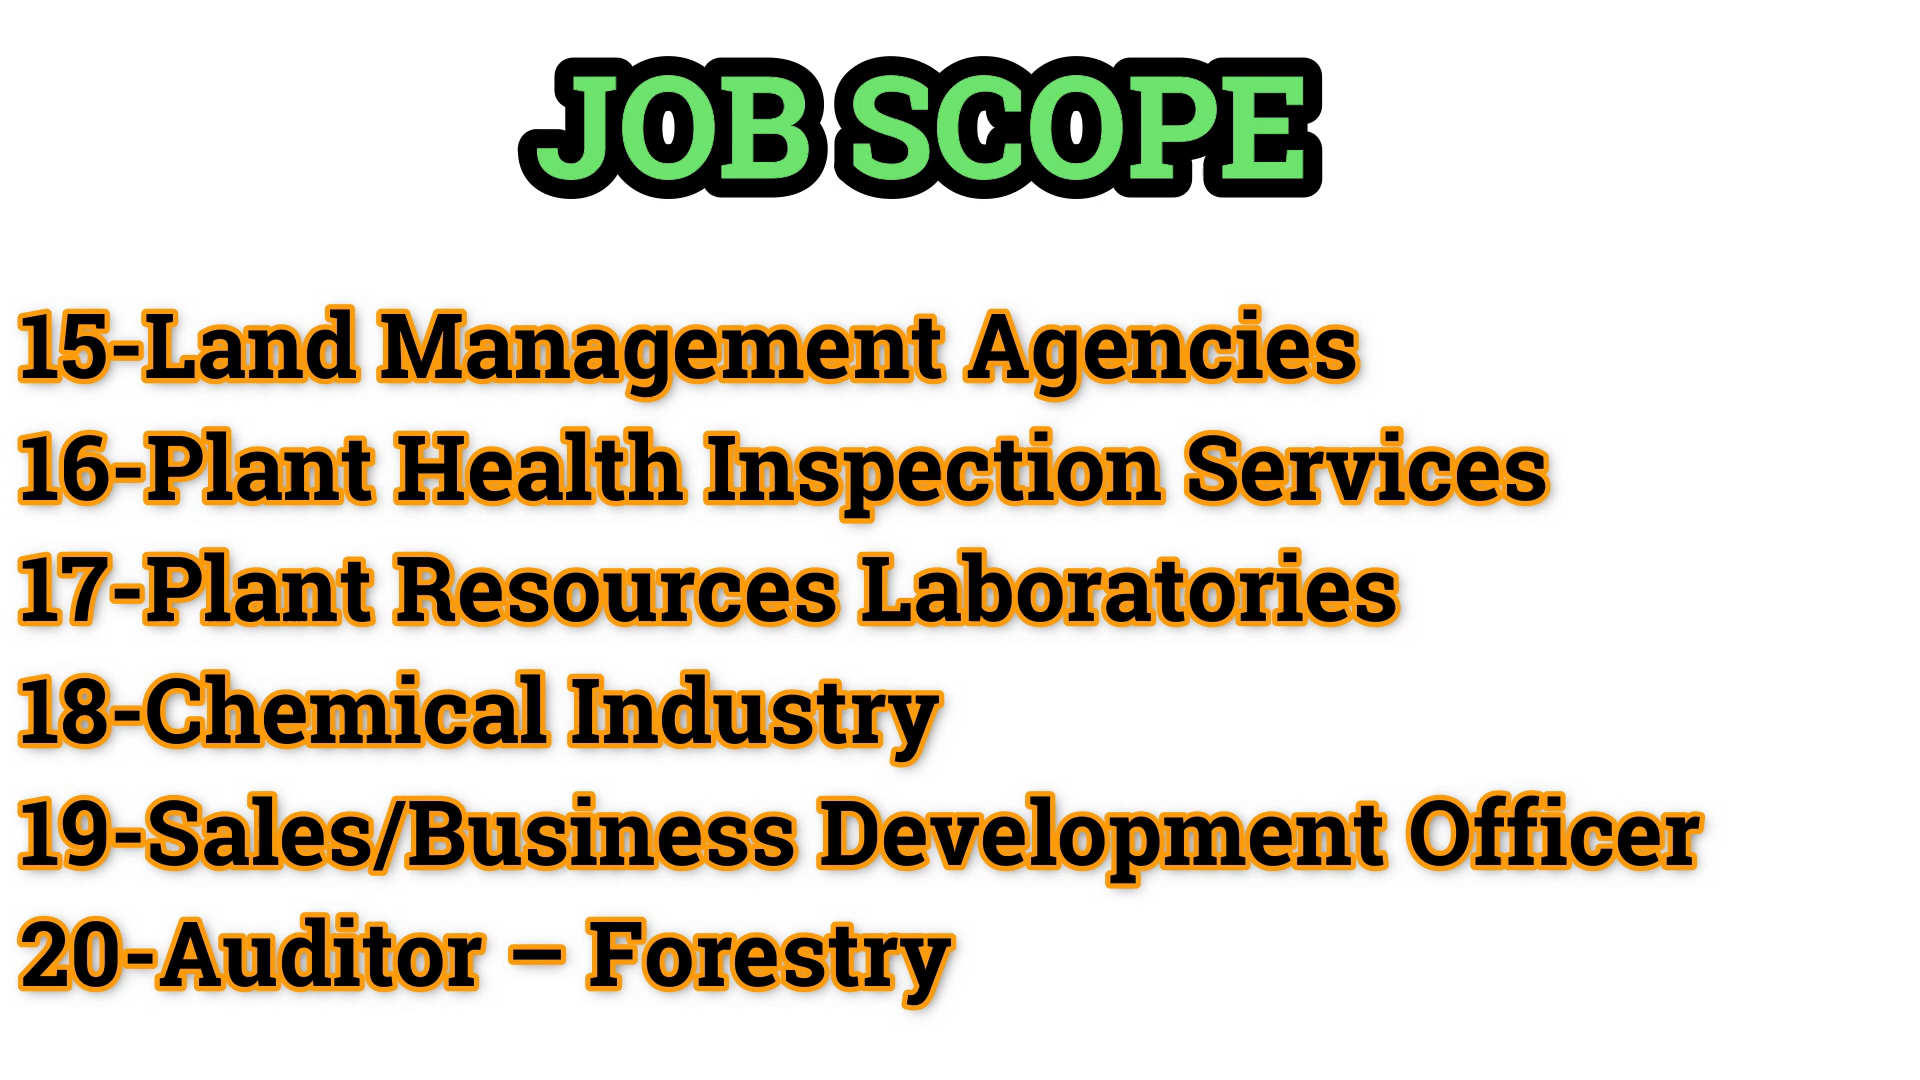 JOB SCOPE
15-Land Management Agencies
16-Plant Health Inspection Services
17-Plant Resources Laboratories
18-Chemical Industry
19-Sales/Business Development Officer
20-Auditor – Forestry